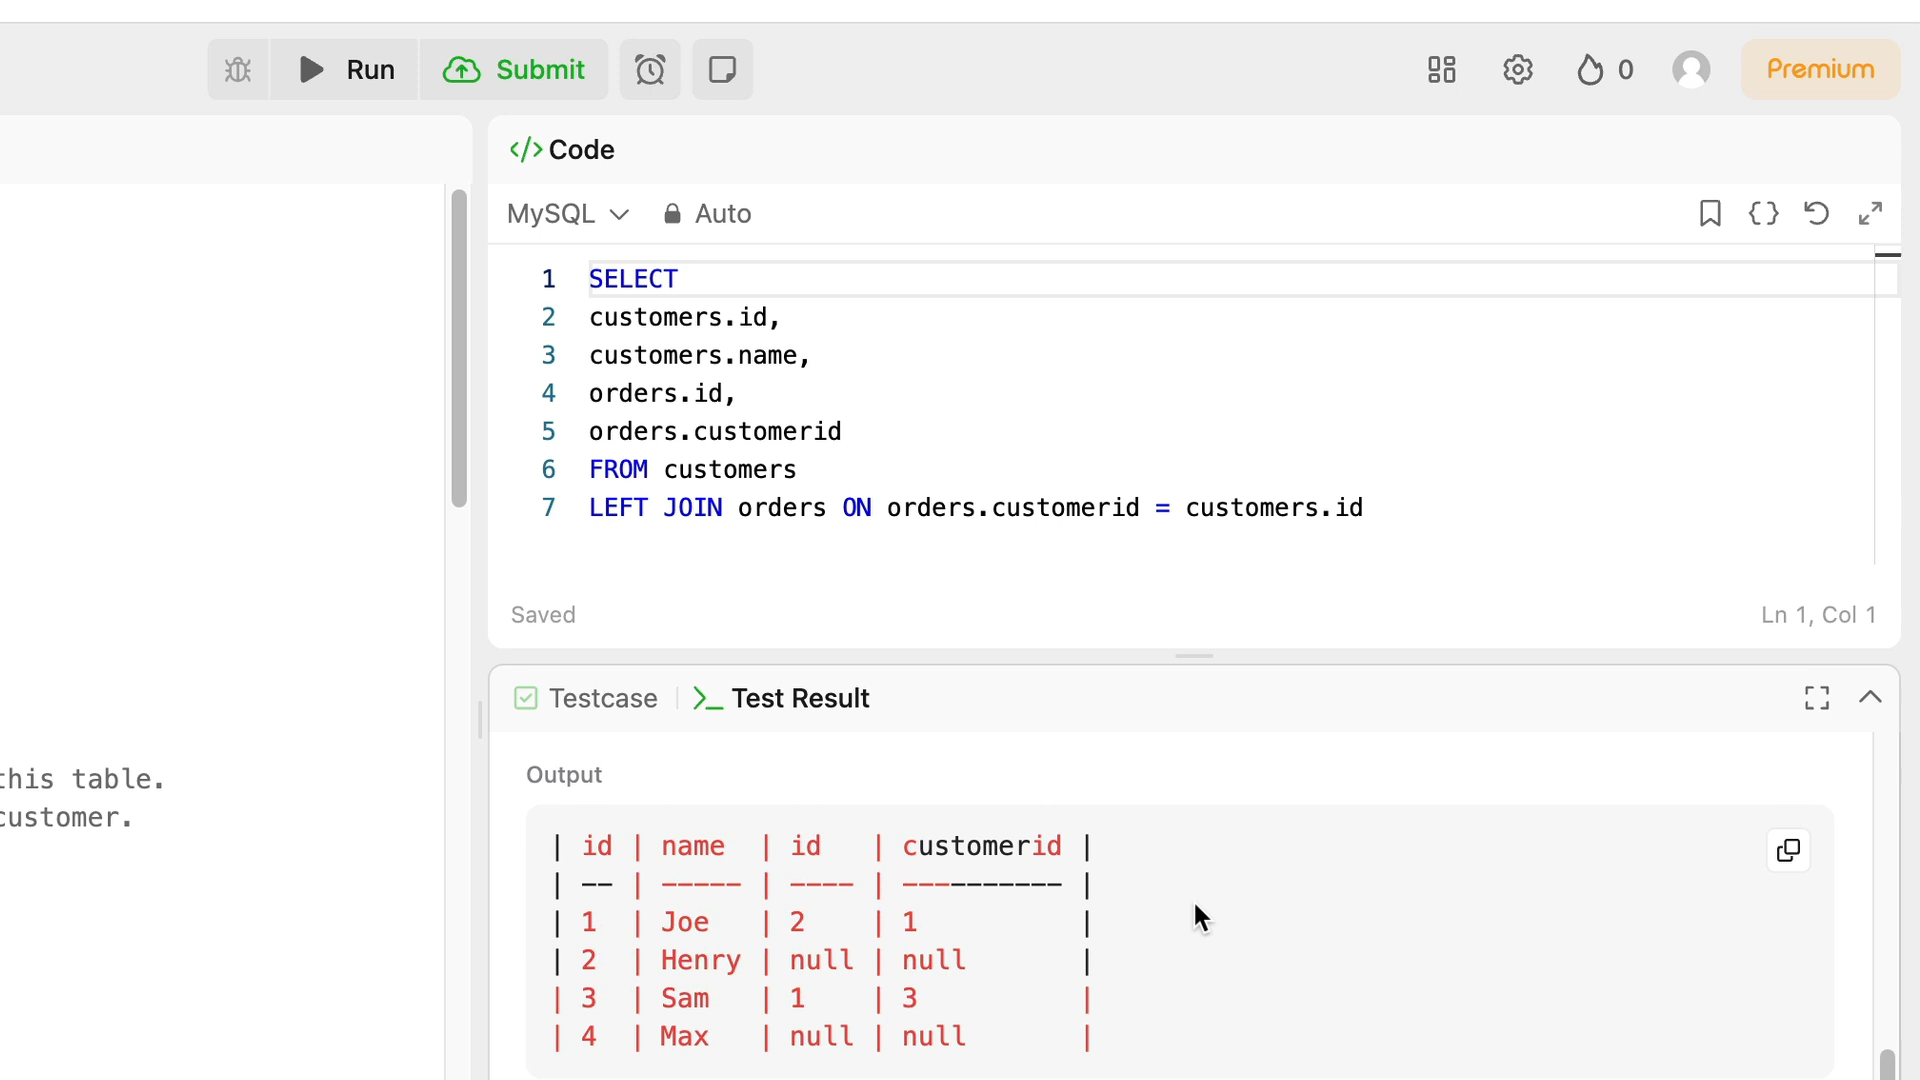 Run
Submit
0
Premium
</> Code
MySQL
Auto
1 SELECT
2 customers.id,
3 customers.name,
4 orders.id,
5 orders.customerid
6 FROM customers
7 LEFT JOIN orders ON orders.customerid = customers.id
Saved
Ln 1, Col 1
this table.
customer.
Testcase
Test Result
Output
| id | name | id | customerid |
| -- | ----- | ---- | ---------- |
| 1 | Joe | 2 | 1 |
| 2 | Henry | null | null |
| 3 | Sam | 1 | 3 |
| 4 | Max | null | null |